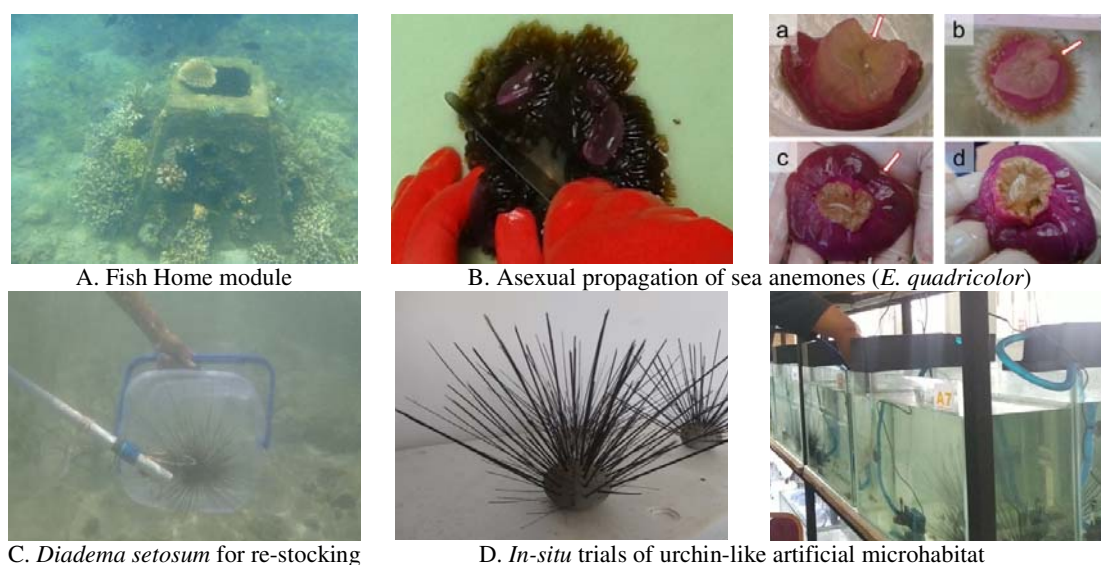 a
b
c
d
A. Fish Home module
B. Asexual propagation of sea anemones (E. quadricolor)
A7
C. Diadema setosum for re-stocking
D. In-situ trials of urchin-like artificial microhabitat